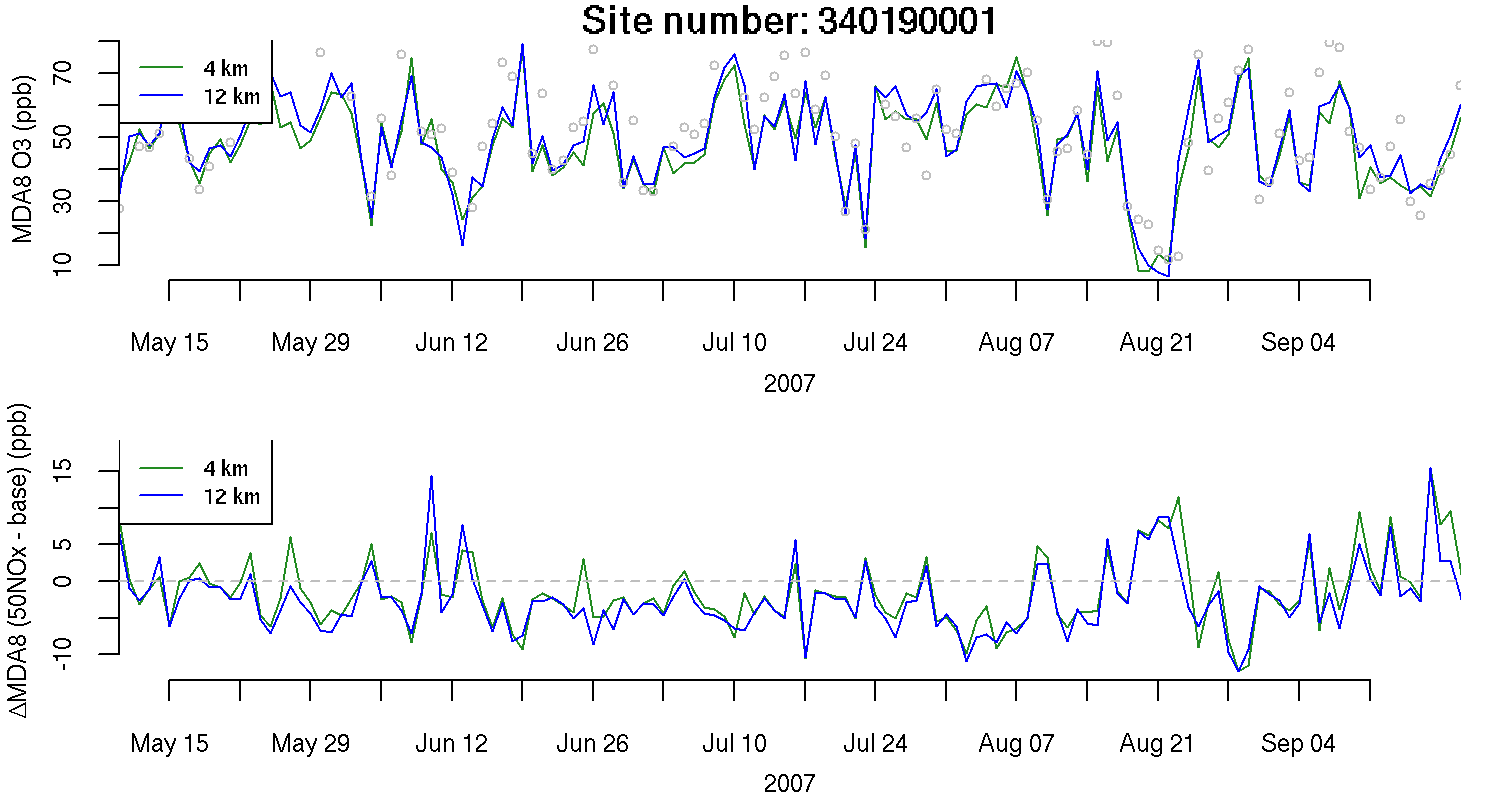 Site number: 340190001
MDA8 O3 (ppb)
70
50
30
10
4 km
12 km
May 15 May 29 Jun 12 Jun 26 Jul 10 Jul 24 Aug 07 Aug 21 Sep 04
2007
ΔMDA8 (50NOx - base) (ppb)
15
5
0
-10
4 km
12 km
May 15 May 29 Jun 12 Jun 26 Jul 10 Jul 24 Aug 07 Aug 21 Sep 04
2007